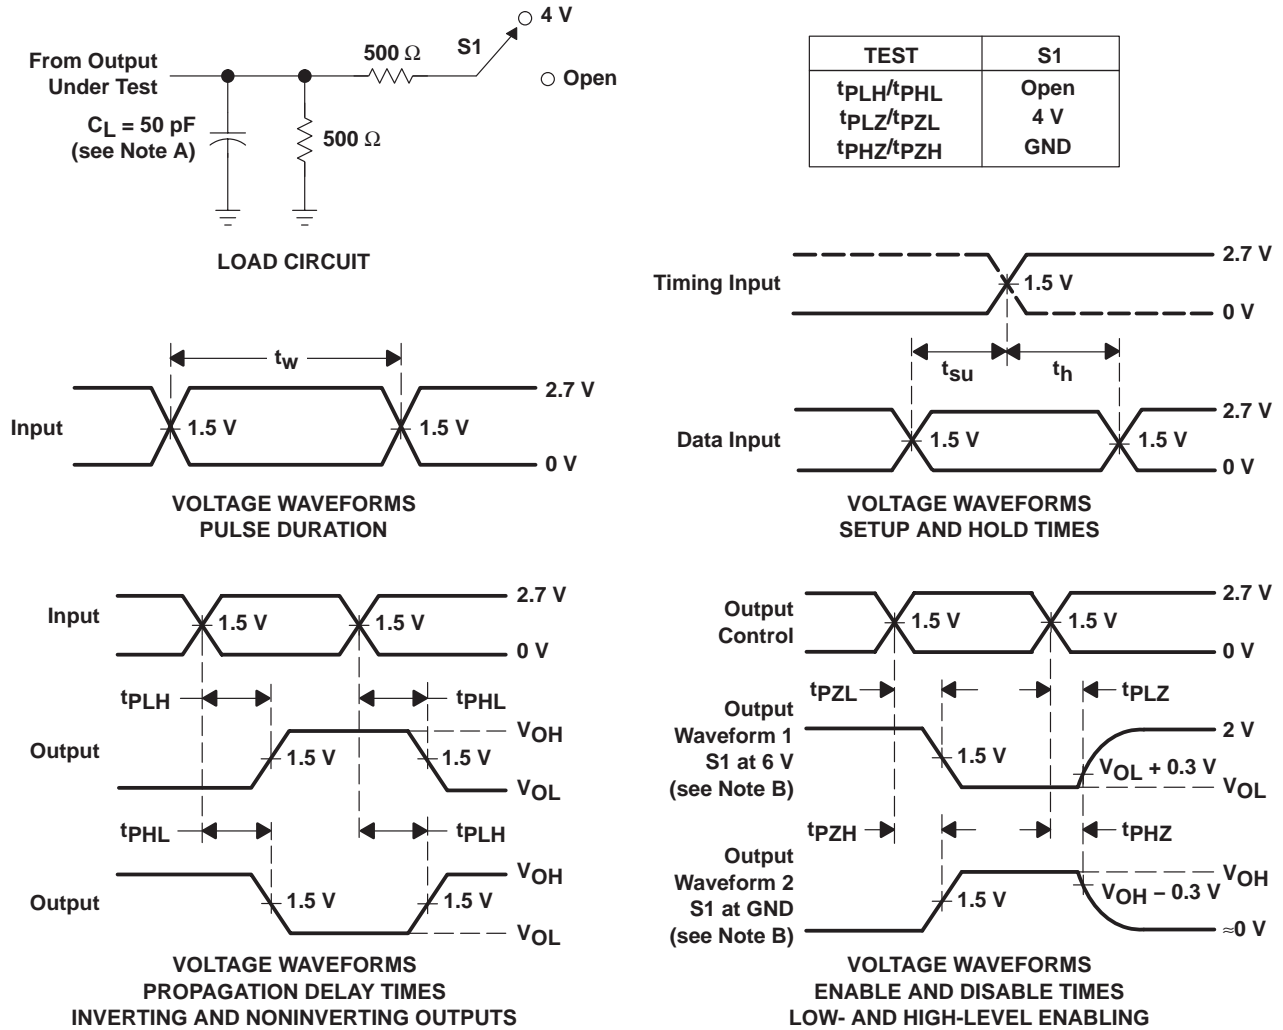 4 V
S1
500 Ω
From Output
Under Test
Open
CL = 50 pF
(see Note A)
500 Ω
LOAD CIRCUIT
TEST S1
tPLH/tPHL Open
tPLZ/tPZL 4 V
tPHZ/tPZH GND
Timing Input
2.7 V
1.5 V
0 V
tsu
th
Data Input
2.7 V
1.5 V
1.5 V
0 V
VOLTAGE WAVEFORMS
SETUP AND HOLD TIMES
tw
Input
2.7 V
1.5 V
1.5 V
0 V
VOLTAGE WAVEFORMS
PULSE DURATION
Input
2.7 V
1.5 V
1.5 V
0 V
tPLH
tPHL
Output
VOH
1.5 V
1.5 V
VOL
tPHL
tPLH
Output
VOH
1.5 V
1.5 V
VOL
VOLTAGE WAVEFORMS
PROPAGATION DELAY TIMES
INVERTING AND NONINVERTING OUTPUTS
Output
Control
2.7 V
1.5 V
1.5 V
0 V
tPZL
tPLZ
Output
Waveform 1
S1 at 6 V
(see Note B)
2 V
1.5 V
VOL + 0.3 V
VOL
tPZH
tPHZ
Output
Waveform 2
S1 at GND
(see Note B)
VOH
1.5 V
VOH − 0.3 V
≈0 V
VOLTAGE WAVEFORMS
ENABLE AND DISABLE TIMES
LOW- AND HIGH-LEVEL ENABLING